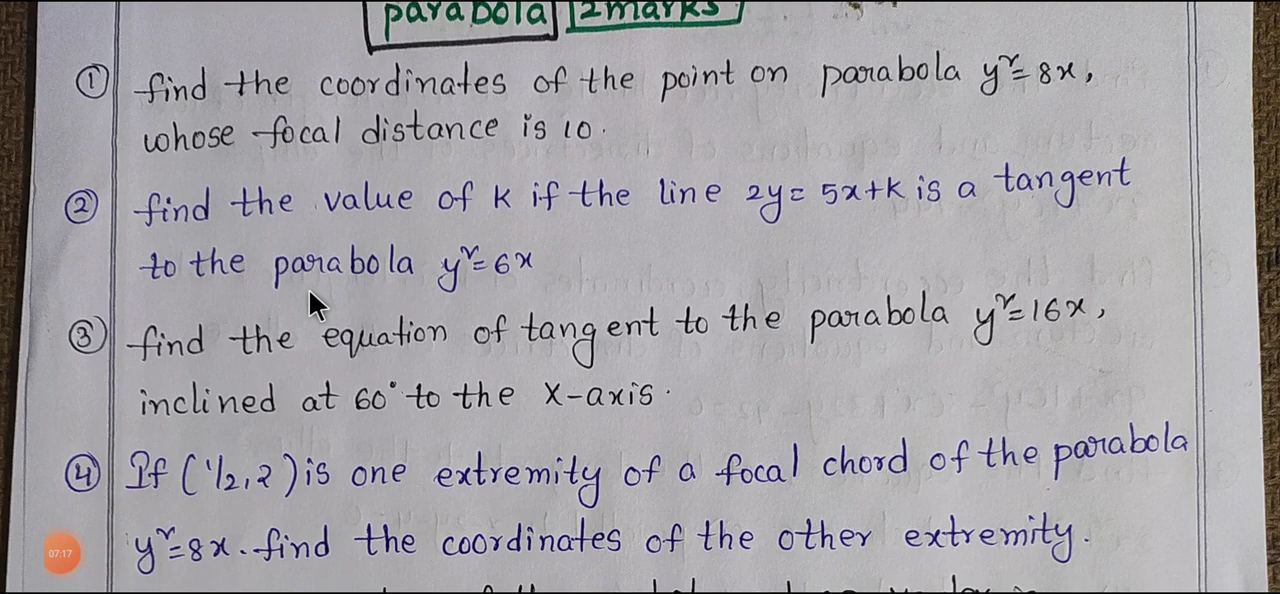 parabola 2marks
① find the coordinates of the point on parabola y²=8x,
whose focal distance is 10.
② find the value of k if the line 2y=5x+k is a tangent
to the parabola y²=6x
③ find the equation of tangent to the parabola y²=16x,
inclined at 60° to the X-axis.
④ If (1/2,2) is one extremity of a focal chord of the parabola
y²=8x. find the coordinates of the other extremity.
07:17